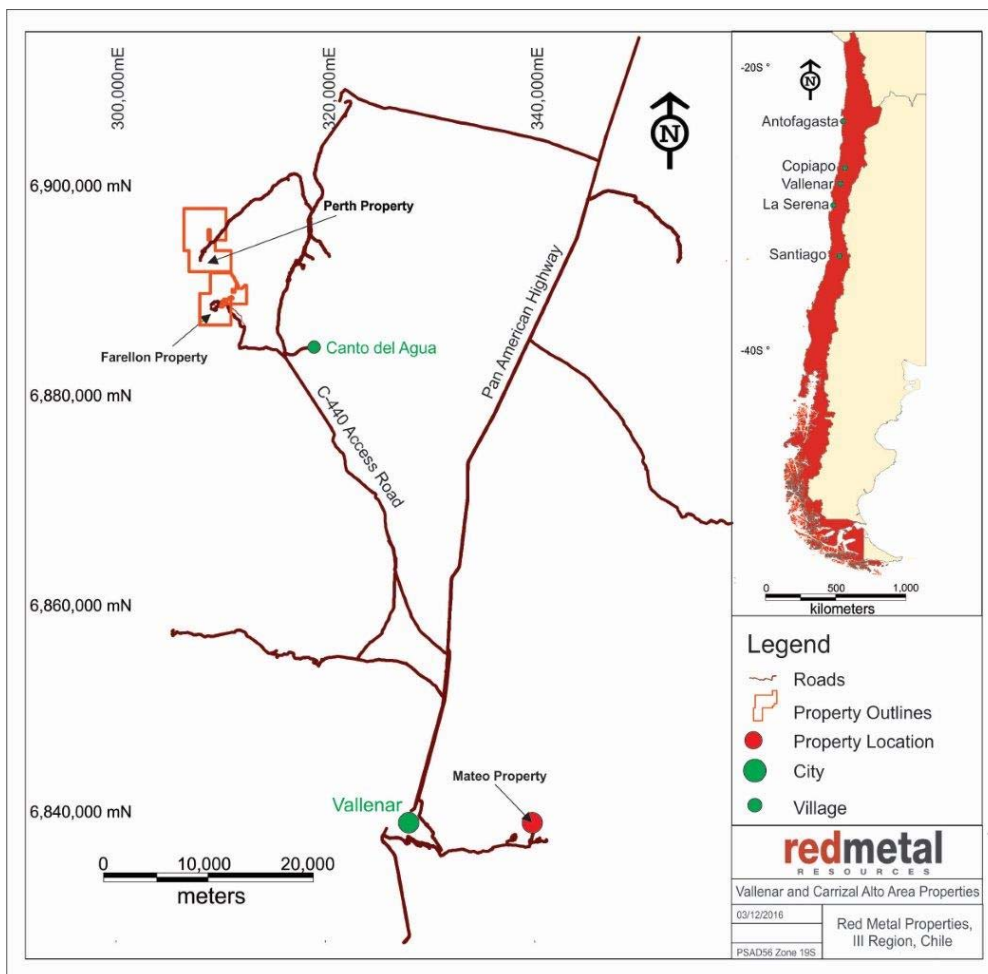 300,000mE
320,000mE
340,000mE
6,900,000 mN
6,880,000 mN
6,860,000 mN
6,840,000 mN
N
Perth Property
Farellon Property
Canto del Agua
C-440 Access Road
Pan American Highway
Vallenar
Mateo Property
0 10,000 20,000
meters
-20S °
N
Antofagasta
Copiapo
Vallenar
La Serena
Santiago
-40S °
0 500 1,000
kilometers
Legend
Roads
Property Outlines
Property Location
City
Village
redmetal
RESOURCES
Vallenar and Carrizal Alto Area Properties
03/12/2016
PSAD56 Zone 19S
Red Metal Properties,
III Region, Chile